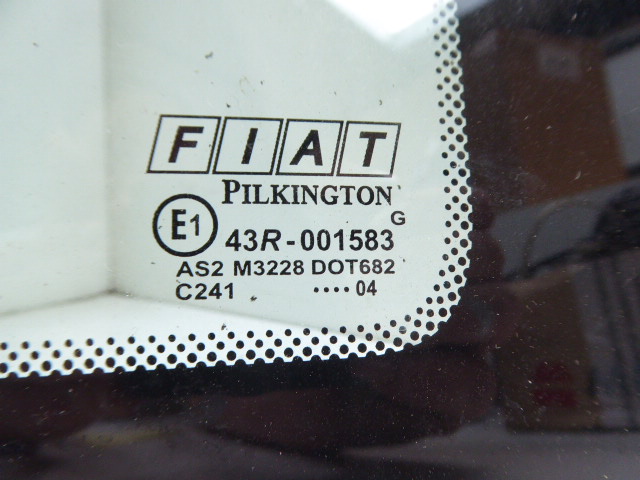 FIAT
PILKINGTON
G
E1 43R-001583
AS2 M3228 DOT682
C241 ····04